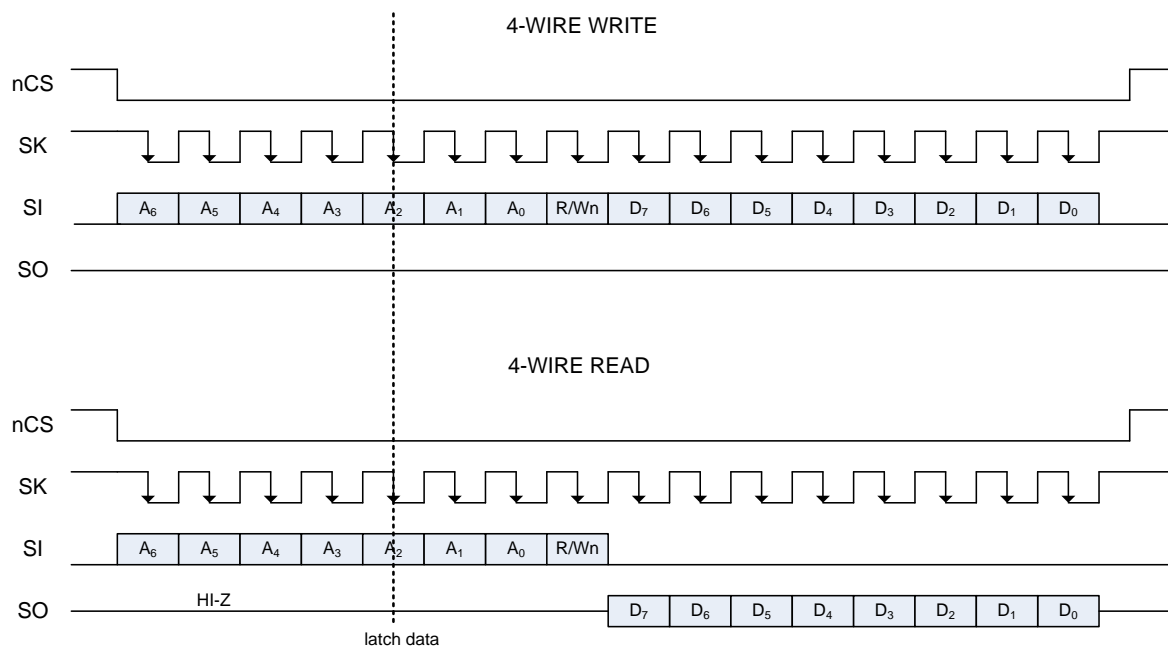 4-WIRE WRITE
nCS
SK
SI A₆ A₅ A₄ A₃ A₂ A₁ A₀ R/Wn D₇ D₆ D₅ D₄ D₃ D₂ D₁ D₀
SO
4-WIRE READ
nCS
SK
SI A₆ A₅ A₄ A₃ A₂ A₁ A₀ R/Wn
SO HI-Z D₇ D₆ D₅ D₄ D₃ D₂ D₁ D₀
latch data